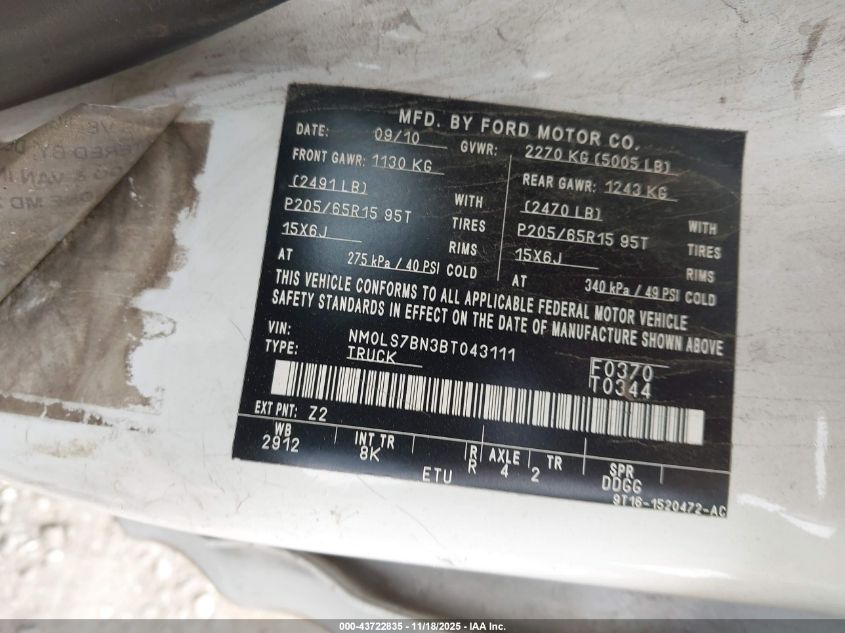 MFD. BY FORD MOTOR CO.
DATE: 09/10 GVWR: 2270 KG (5005 LB)
FRONT GAWR: 1130 KG REAR GAWR: 1243 KG
(2491 LB) (2470 LB)
P205/65R15 95T WITH TIRES P205/65R15 95T WITH TIRES
15X6J RIMS 15X6J RIMS
AT 275 kPa / 40 PSI COLD AT 340 kPa / 49 PSI COLD
THIS VEHICLE CONFORMS TO ALL APPLICABLE FEDERAL MOTOR VEHICLE
SAFETY STANDARDS IN EFFECT ON THE DATE OF MANUFACTURE SHOWN ABOVE
VIN: NM0LS7BN3BT043111
TYPE: TRUCK
F0370
T0344
EXT PNT: Z2
WB INT TR R AXLE TR SPR
2912 8K R 4 2 DDGG
ETU
9T16-1520472-AC
000-43722835 - 11/18/2025 - IAA Inc.